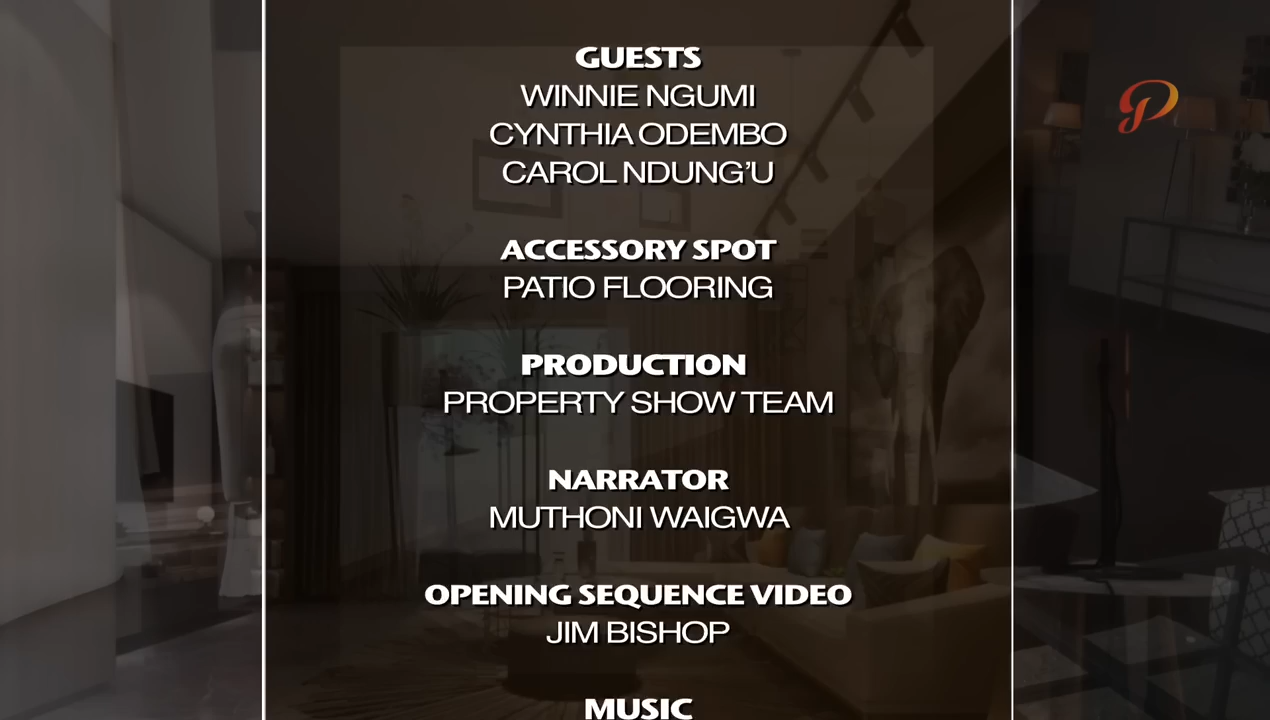 GUESTS
WINNIE NGUMI
CYNTHIA ODEMBO
CAROL NDUNG'U
ACCESSORY SPOT
PATIO FLOORING
PRODUCTION
PROPERTY SHOW TEAM
NARRATOR
MUTHONI WAIGWA
OPENING SEQUENCE VIDEO
JIM BISHOP
MUSIC
P